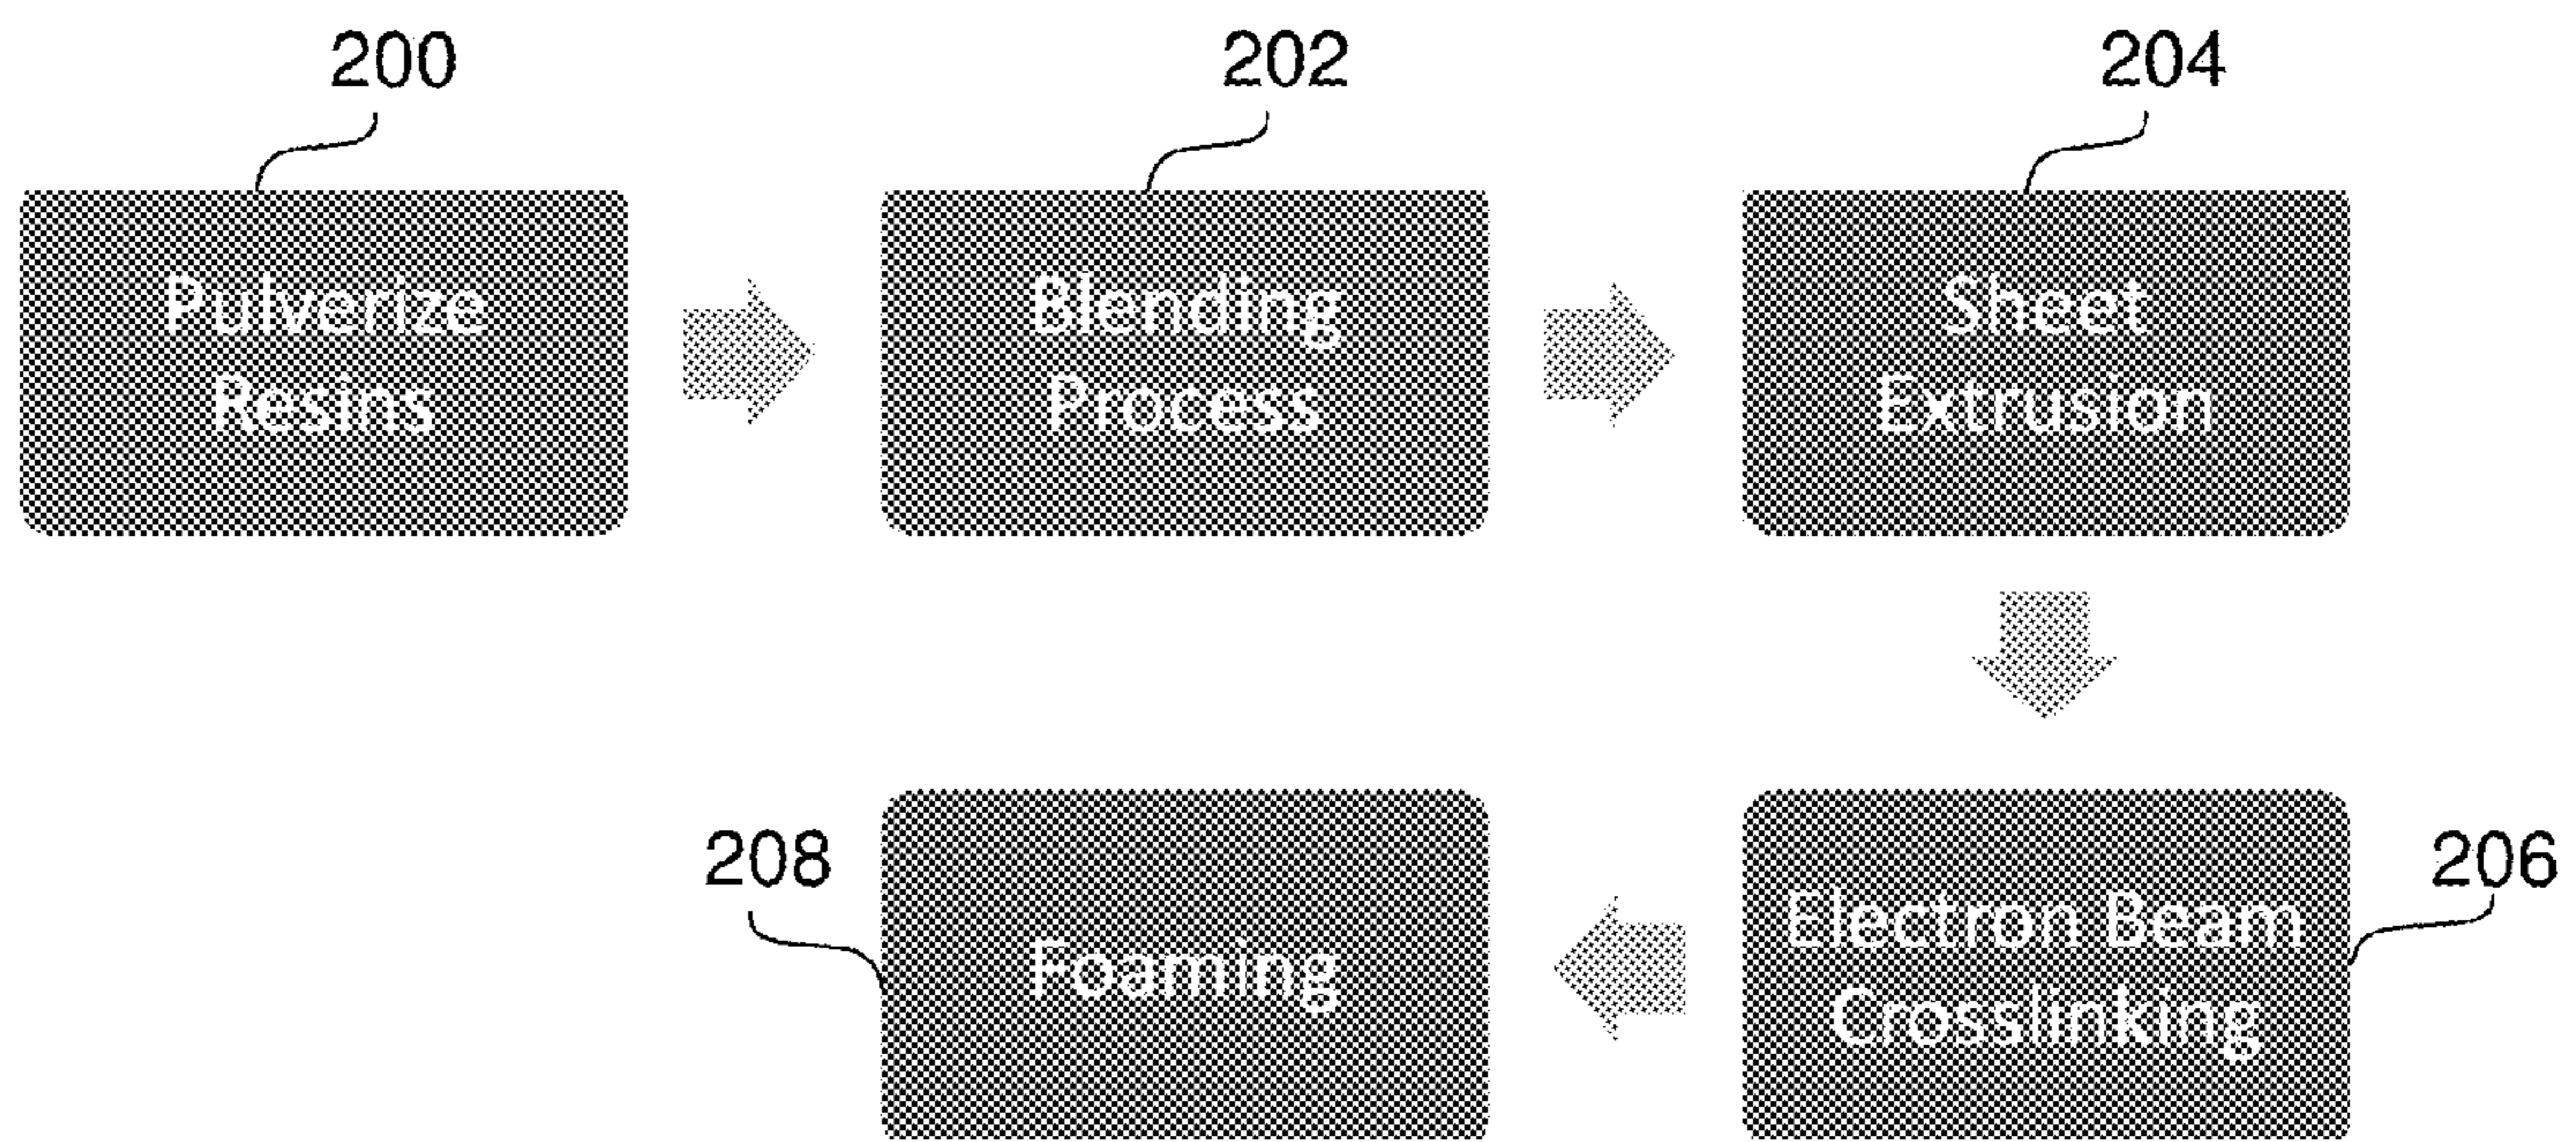 200
202
204
Pulverize
Resins
Blending
Process
Sheet
Extrusion
208
Foaming
Electron Beam
Crosslinking
206